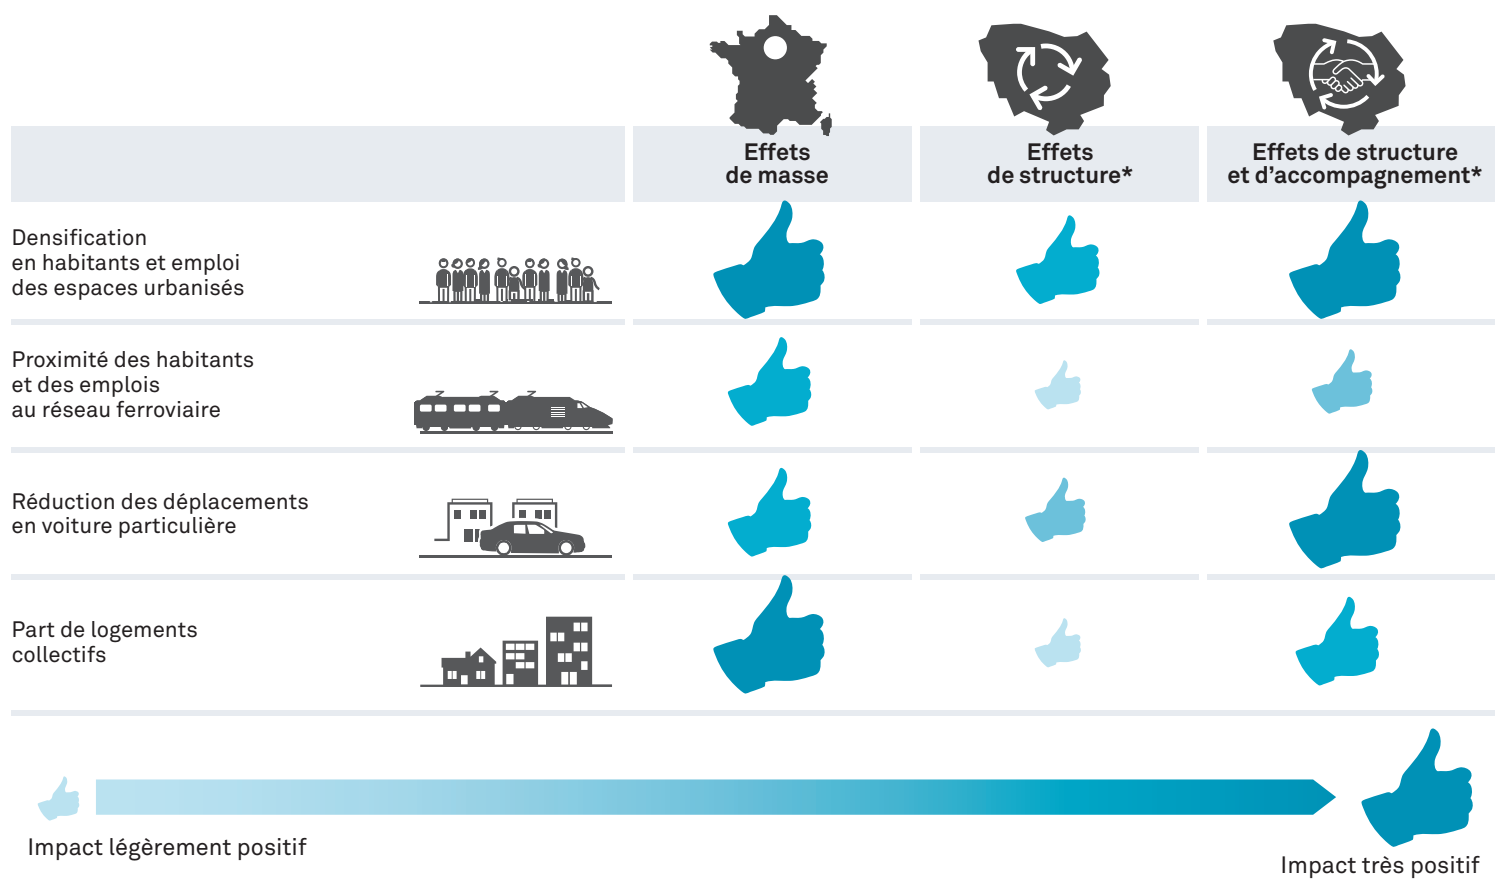 Effets
de masse
Effets
de structure*
Effets de structure
et d’accompagnement*
Densification
en habitants et emploi
des espaces urbanisés
Proximité des habitants
et des emplois
au réseau ferroviaire
Réduction des déplacements
en voiture particulière
Part de logements
collectifs
Impact légèrement positif
Impact très positif